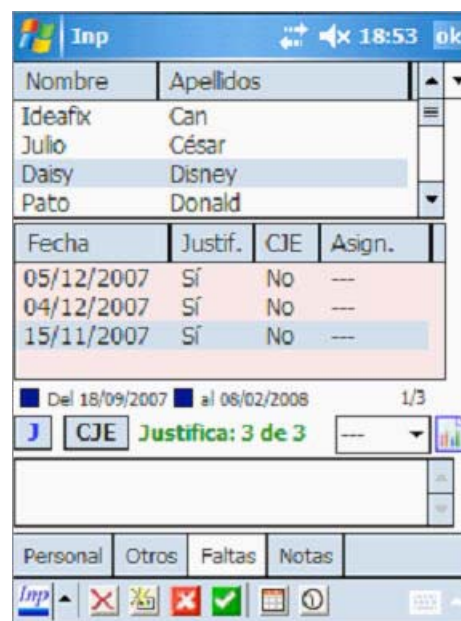 Inp 18:53 ok
Nombre Apellidos
Ideafix Can
Julio César
Daisy Disney
Pato Donald
Fecha Justif. CJE Asign.
05/12/2007 Sí No ---
04/12/2007 Sí No ---
15/11/2007 Sí No ---
Del 18/09/2007 al 08/02/2008 1/3
J CJE Justifica: 3 de 3 ---
Personal Otros Faltas Notas
Inp